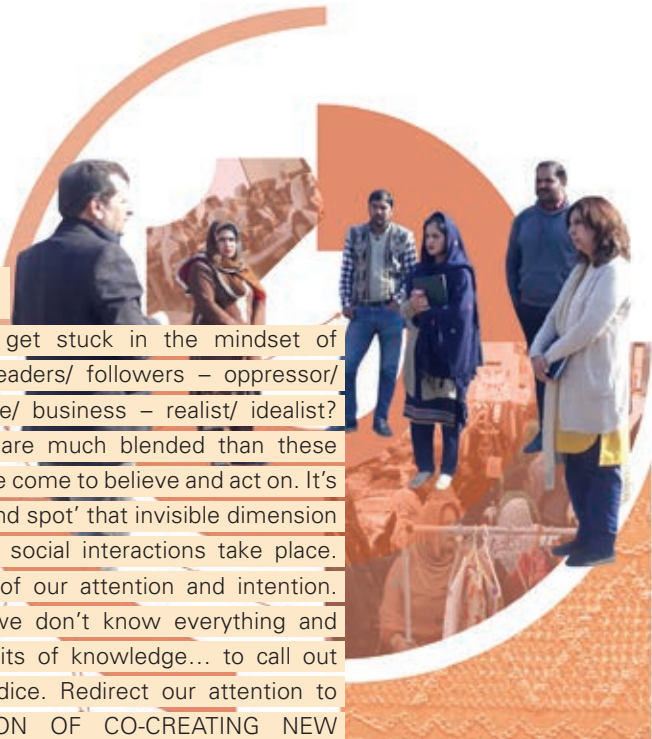 get stuck in the mindset of
eaders/ followers – oppressor/
e/ business – realist/ idealist?
are much blended than these
e come to believe and act on. It's
nd spot' that invisible dimension
social interactions take place.
of our attention and intention.
we don't know everything and
its of knowledge… to call out
dice. Redirect our attention to
ON OF CO-CREATING NEW